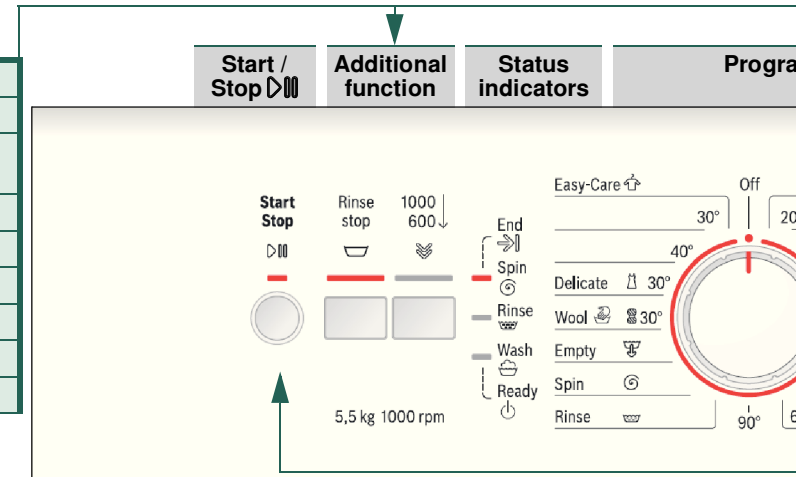 Start /
Stop
Additional
function
Status
indicators
Progra
Start
Stop
Rinse
stop
1000
600
End
Spin
Rinse
Wash
Ready
5,5 kg 1000 rpm
Easy-Care
30°
40°
Delicate 30°
Wool 30°
Empty
Spin
Rinse
Off
20
90°
6